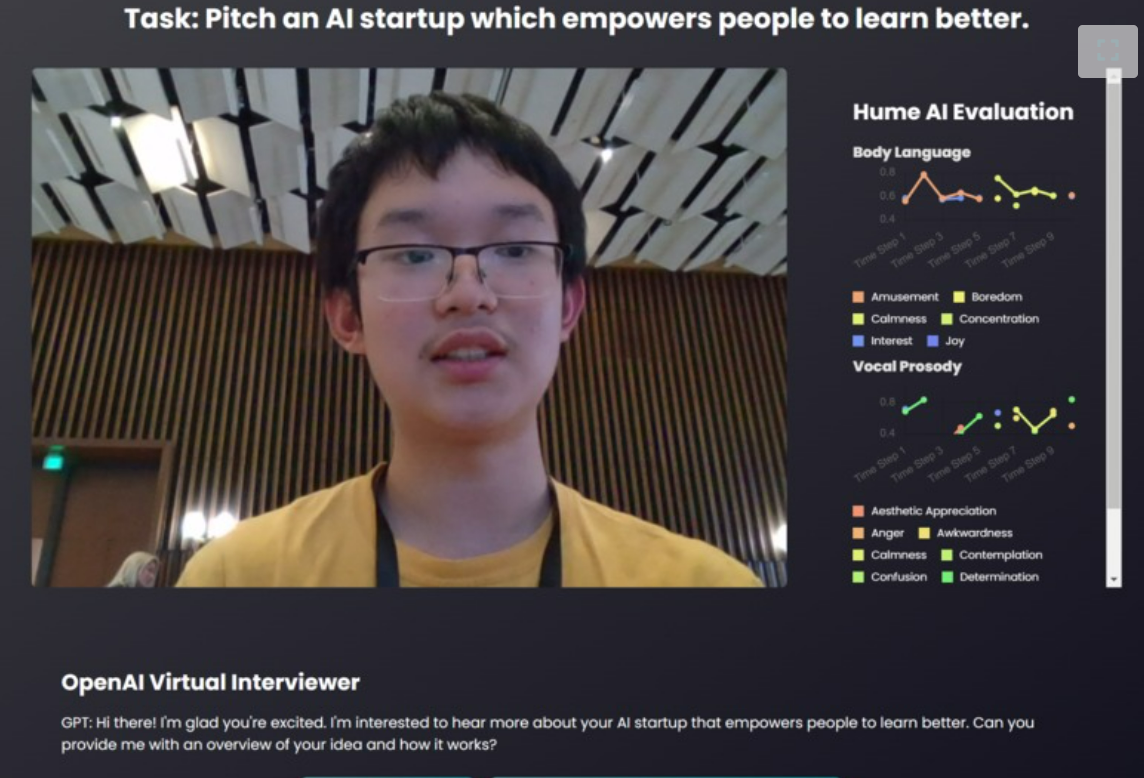 Task: Pitch an AI startup which empowers people to learn better.
Hume AI Evaluation
Body Language
0.8
0.6
0.4
Time Step 1
Time Step 3
Time Step 5
Time Step 7
Time Step 9
Amusement
Boredom
Calmness
Concentration
Interest
Joy
Vocal Prosody
0.8
0.4
Time Step 1
Time Step 3
Time Step 5
Time Step 7
Time Step 9
Aesthetic Appreciation
Anger
Awkwardness
Calmness
Contemplation
Confusion
Determination
OpenAI Virtual Interviewer
GPT: Hi there! I'm glad you're excited. I'm interested to hear more about your AI startup that empowers people to learn better. Can you
provide me with an overview of your idea and how it works?